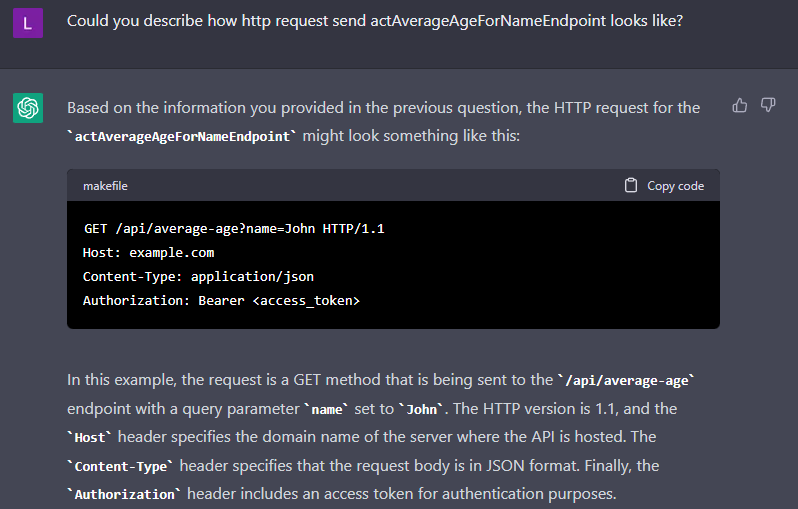 L
Could you describe how http request send actAverageAgeForNameEndpoint looks like?
Based on the information you provided in the previous question, the HTTP request for the
`actAverageAgeForNameEndpoint` might look something like this:
makefile
Copy code
GET /api/average-age?name=John HTTP/1.1
Host: example.com
Content-Type: application/json
Authorization: Bearer <access_token>
In this example, the request is a GET method that is being sent to the `/api/average-age`
endpoint with a query parameter `name` set to `John`. The HTTP version is 1.1, and the
`Host` header specifies the domain name of the server where the API is hosted. The
`Content-Type` header specifies that the request body is in JSON format. Finally, the
`Authorization` header includes an access token for authentication purposes.